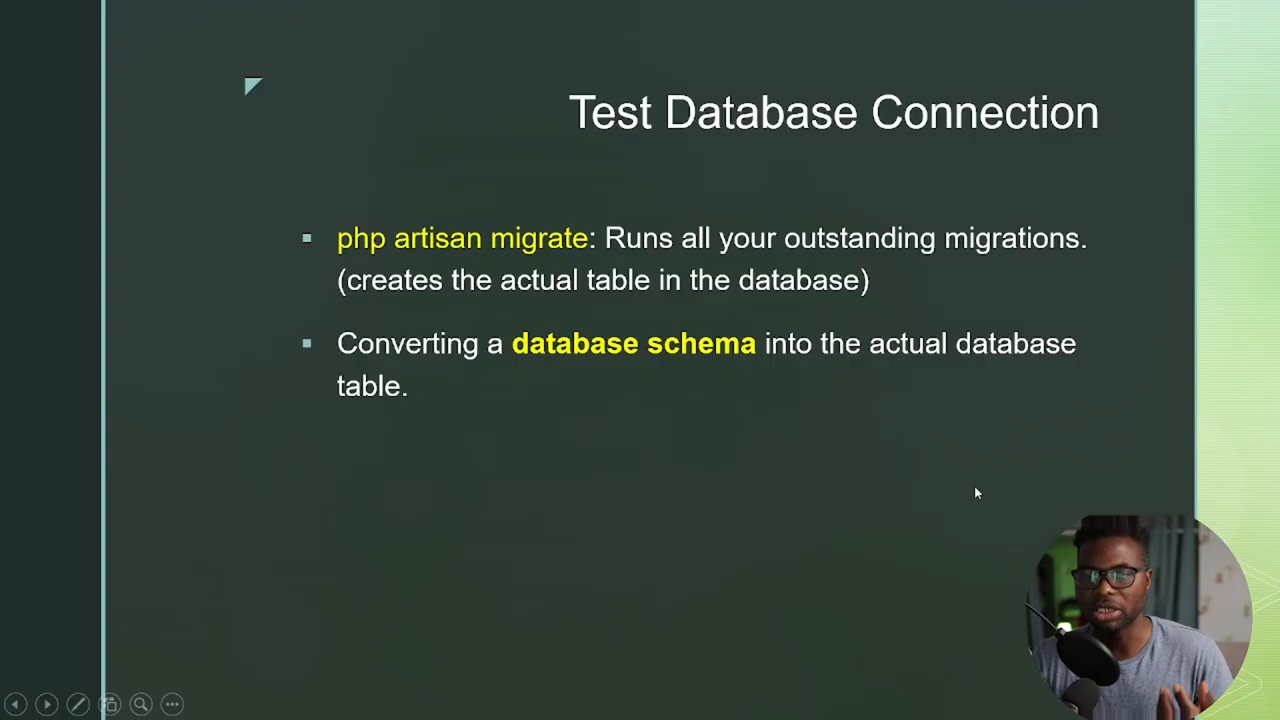 Test Database Connection
php artisan migrate: Runs all your outstanding migrations.
(creates the actual table in the database)
Converting a database schema into the actual database
table.